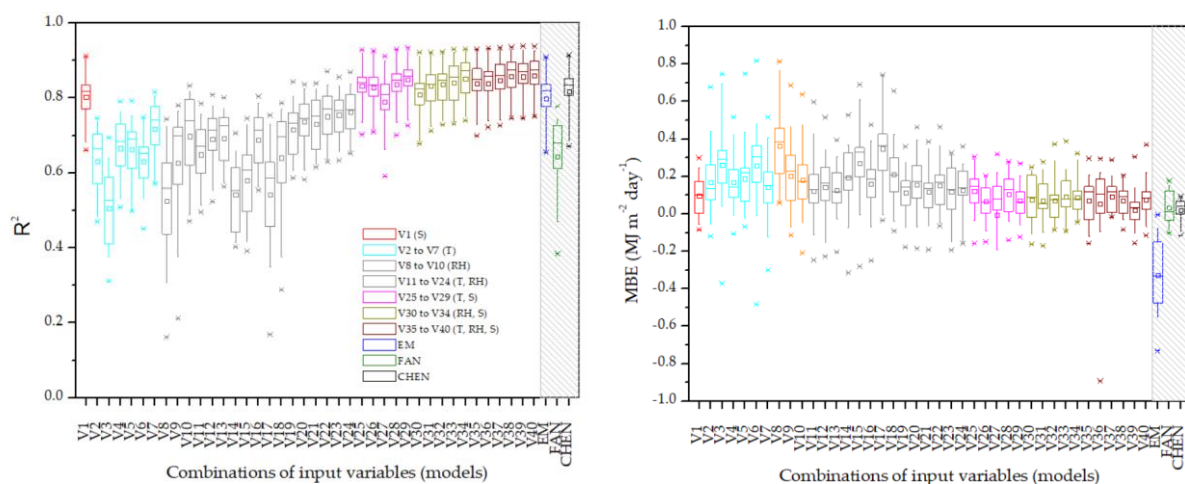 R²
1.0
0.8
0.6
0.4
0.2
0.0
V1 (S)
V2 to V7 (T)
V8 to V10 (RH)
V11 to V24 (T, RH)
V25 to V29 (T, S)
V30 to V34 (RH, S)
V35 to V40 (T, RH, S)
EM
FAN
CHEN
V1
V2
V3
V4
V5
V6
V7
V8
V9
V10
V11
V12
V13
V14
V15
V16
V17
V18
V19
V20
V21
V22
V23
V24
V25
V26
V27
V28
V29
V30
V31
V32
V33
V34
V35
V36
V37
V38
V39
V40
EM
FAN
CHEN
Combinations of input variables (models)
MBE (MJ m⁻² day⁻¹)
1.0
0.8
0.6
0.4
0.2
0.0
-0.2
-0.4
-0.6
-0.8
-1.0
V1
V2
V3
V4
V5
V6
V7
V8
V9
V10
V11
V12
V13
V14
V15
V16
V17
V18
V19
V20
V21
V22
V23
V24
V25
V26
V27
V28
V29
V30
V31
V32
V33
V34
V35
V36
V37
V38
V39
V40
EM
FAN
CHEN
Combinations of input variables (models)